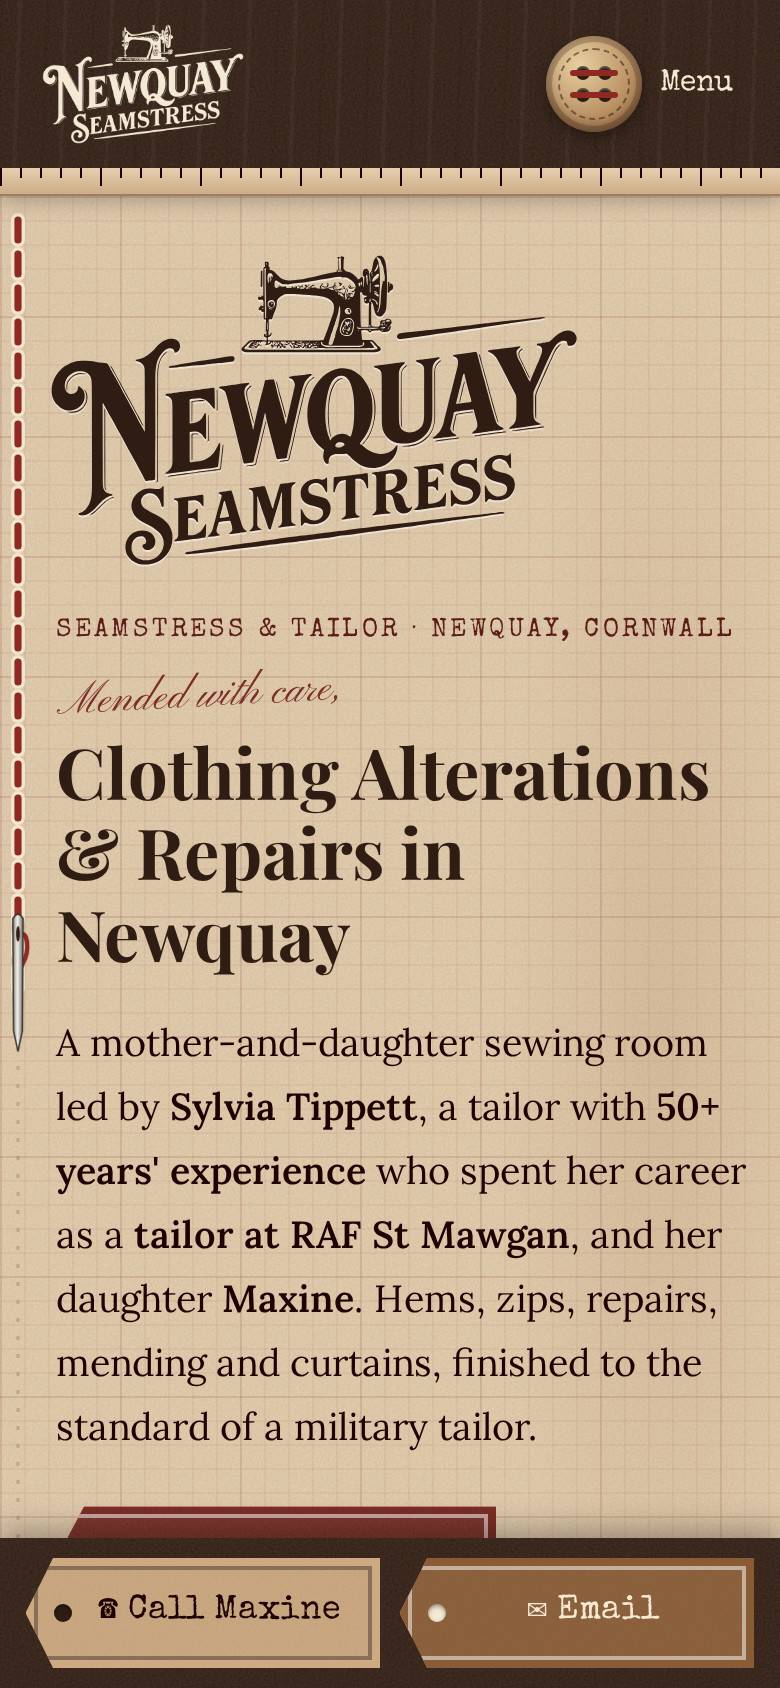 NEWQUAY
SEAMSTRESS
Menu
NEWQUAY
SEAMSTRESS
SEAMSTRESS & TAILOR · NEWQUAY, CORNWALL
Mended with care,
Clothing Alterations
& Repairs in
Newquay
A mother-and-daughter sewing room
led by Sylvia Tippett, a tailor with 50+
years' experience who spent her career
as a tailor at RAF St Mawgan, and her
daughter Maxine. Hems, zips, repairs,
mending and curtains, finished to the
standard of a military tailor.
☎ Call Maxine
✉ Email